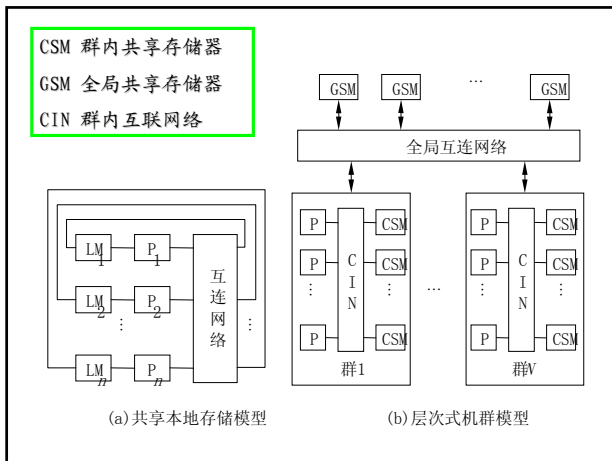 CSM 群内共享存储器
GSM 全局共享存储器
CIN 群内互联网络
GSM GSM … GSM
全局互连网络
P CSM
P CSM
⋮ ⋮
P CSM
CIN
群1
…
P CSM
P CSM
⋮ ⋮
P CSM
CIN
群V
LM1 P1
LM2 P2
⋮ ⋮
LMn Pn
互连网络
(a)共享本地存储模型
(b)层次式机群模型